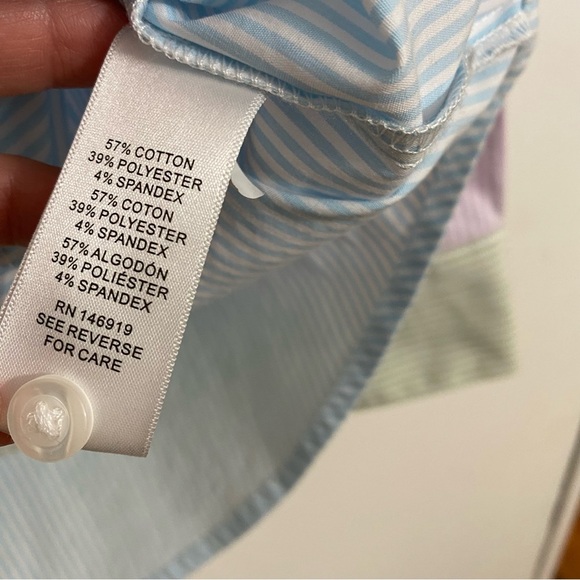 57% COTTON
39% POLYESTER
4% SPANDEX
57% COTON
39% POLYESTER
4% SPANDEX
57% ALGODÓN
39% POLIÉSTER
4% SPANDEX
RN 146919
SEE REVERSE
FOR CARE